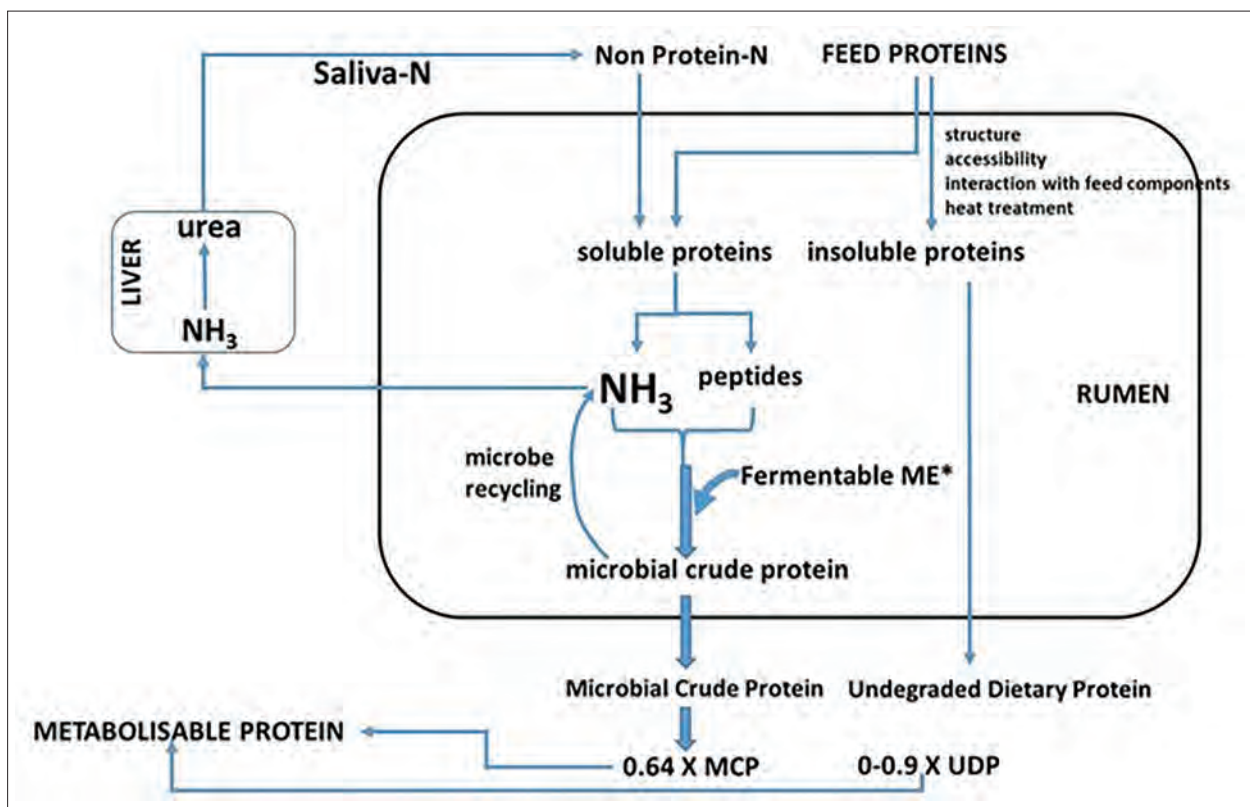 Saliva-N
Non Protein-N
FEED PROTEINS
structure
accessibility
interaction with feed components
heat treatment
LIVER
urea
NH₃
soluble proteins
insoluble proteins
NH₃
peptides
RUMEN
microbe
recycling
Fermentable ME*
microbial crude protein
Microbial Crude Protein
Undegraded Dietary Protein
METABOLISABLE PROTEIN
0.64 X MCP
0-0.9 X UDP